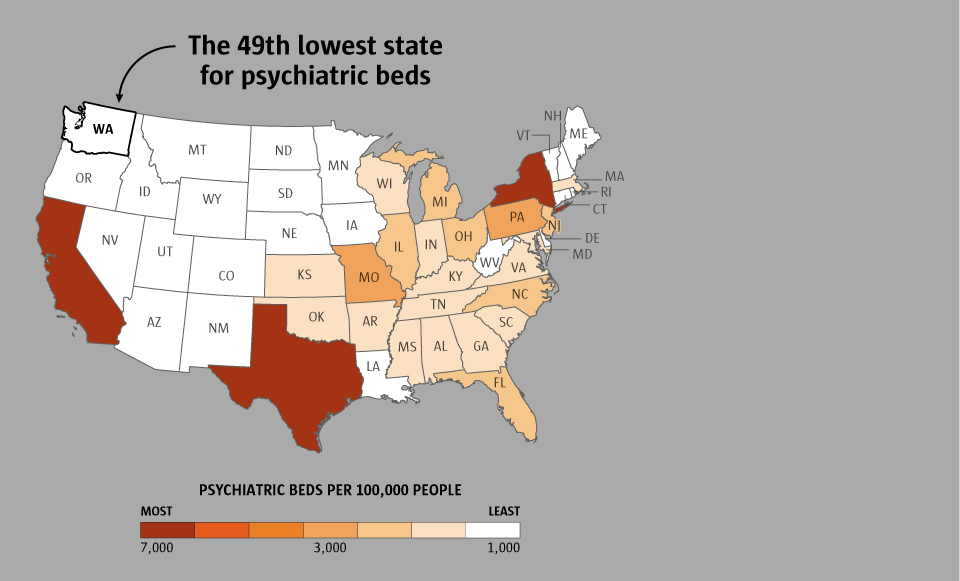 The 49th lowest state
for psychiatric beds
NH
VT
ME
WA
MT
ND
MN
OR
ID
WY
SD
WI
MI
MA
RI
CT
NV
UT
CO
NE
IA
IL
IN
OH
PA
NJ
DE
MD
WV
VA
KS
MO
KY
AZ
NM
OK
AR
TN
NC
SC
MS
AL
GA
LA
FL
PSYCHIATRIC BEDS PER 100,000 PEOPLE
MOST LEAST
7,000 3,000 1,000